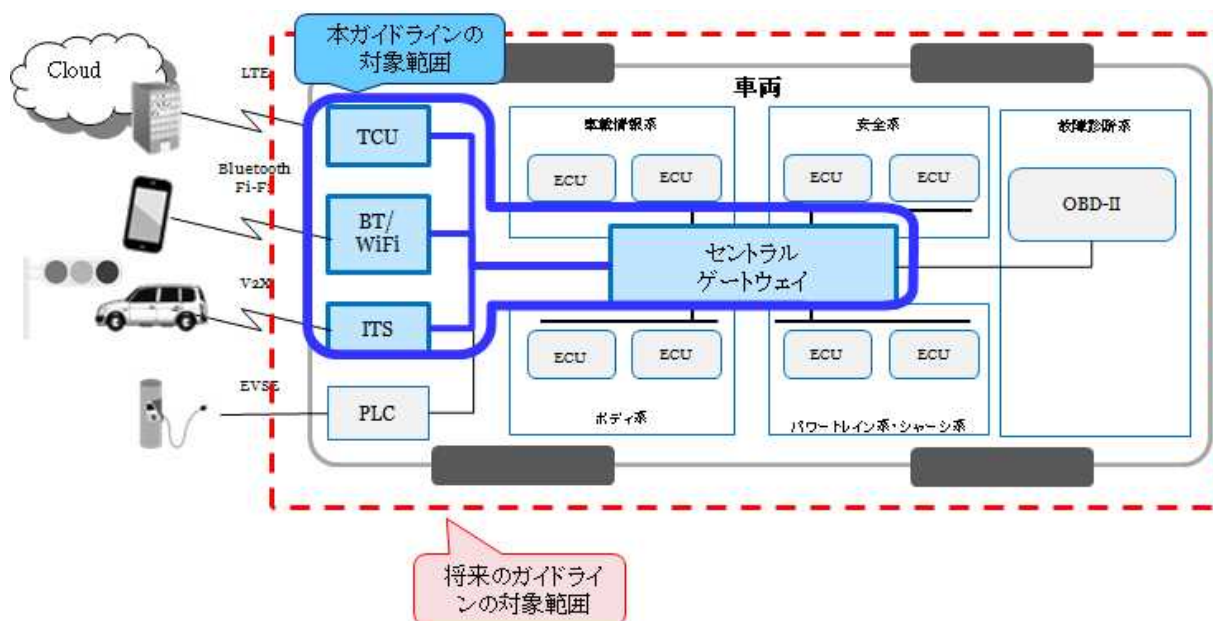 本ガイドラインの
対象範囲
Cloud
LTE
車両
TCU
車載情報系
安全系
故障診断系
Bluetooth
Fi-Fi
ECU
ECU
ECU
ECU
OBD-II
BT/
WiFi
セントラル
ゲートウェイ
V2X
ITS
ECU
ECU
ECU
ECU
EVSE
PLC
ボディ系
パワートレイン系・シャーシ系
将来のガイドライ
ンの対象範囲